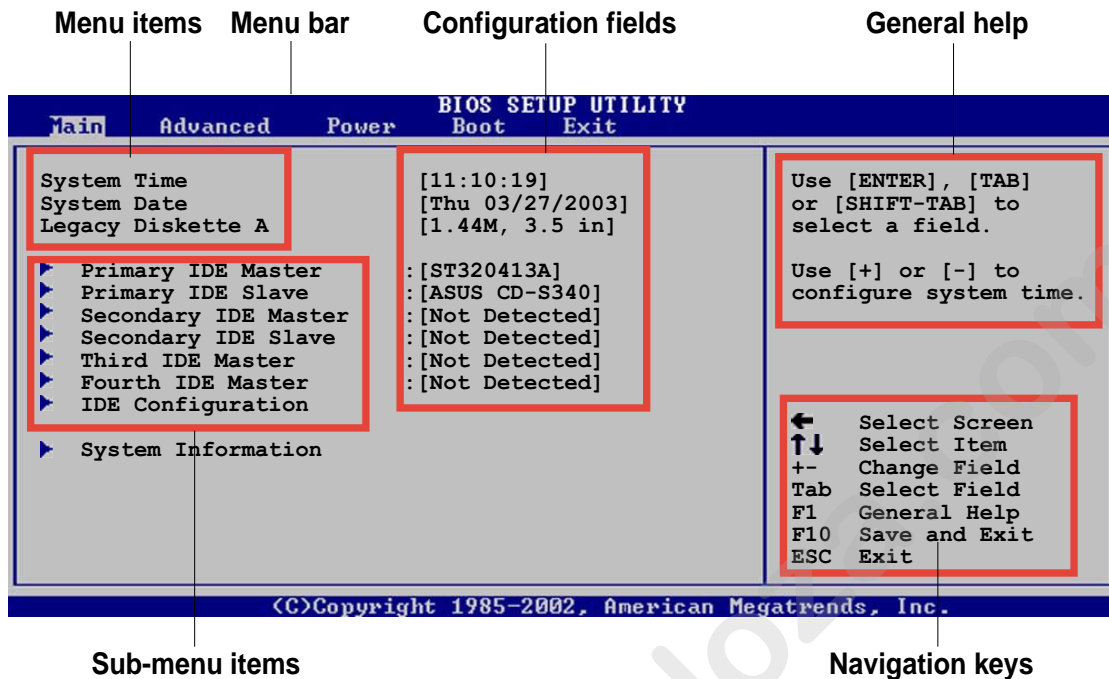 Menu items Menu bar Configuration fields General help
BIOS SETUP UTILITY
Main Advanced Power Boot Exit
System Time [11:10:19]
System Date [Thu 03/27/2003]
Legacy Diskette A [1.44M, 3.5 in]
Primary IDE Master :[ST320413A]
Primary IDE Slave :[ASUS CD-S340]
Secondary IDE Master :[Not Detected]
Secondary IDE Slave :[Not Detected]
Third IDE Master :[Not Detected]
Fourth IDE Master :[Not Detected]
IDE Configuration
System Information
Use [ENTER], [TAB]
or [SHIFT-TAB] to
select a field.
Use [+] or [-] to
configure system time.
← Select Screen
↑↓ Select Item
+- Change Field
Tab Select Field
F1 General Help
F10 Save and Exit
ESC Exit
(C)Copyright 1985-2002, American Megatrends, Inc.
Sub-menu items Navigation keys